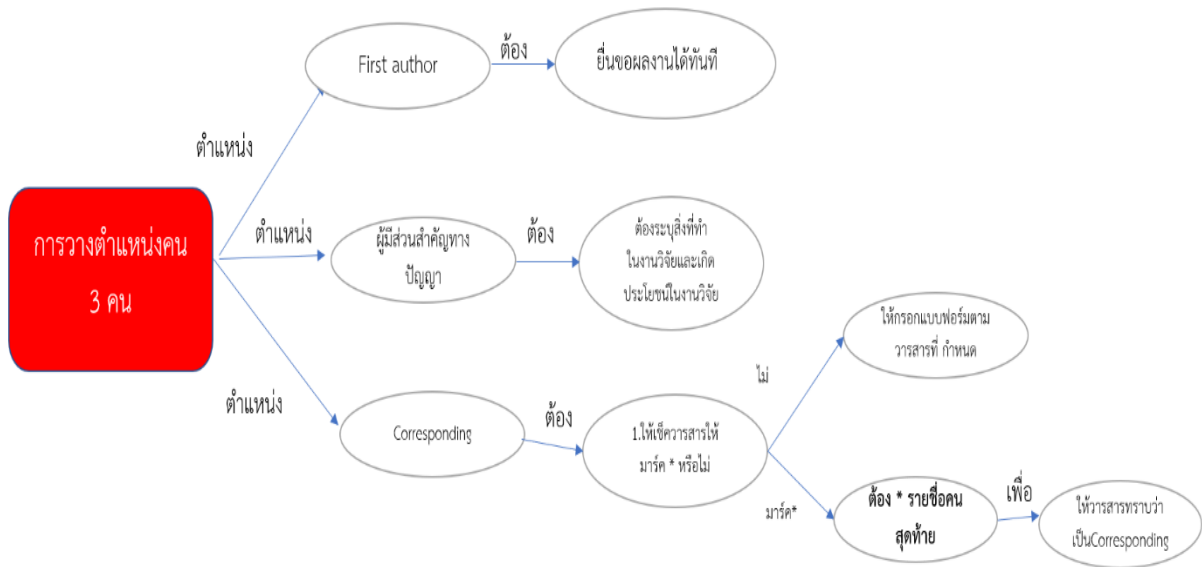 First author
ต้อง
ยื่นขอผลงานได้ทันที
ตำแหน่ง
การวางตำแหน่งคน
3 คน
ตำแหน่ง
ผู้มีส่วนสำคัญทาง
ปัญญา
ต้อง
ต้องระบุสิ่งที่ทำ
ในงานวิจัยและเกิด
ประโยชน์ในงานวิจัย
ตำแหน่ง
Corresponding
ต้อง
1.ให้เช็ควารสารให้
มาร์ค * หรือไม่
ไม่
ให้กรอกแบบฟอร์มตาม
วารสารที่ กำหนด
มาร์ค*
ต้อง * รายชื่อคน
สุดท้าย
เพื่อ
ให้วารสารทราบว่า
เป็นCorresponding